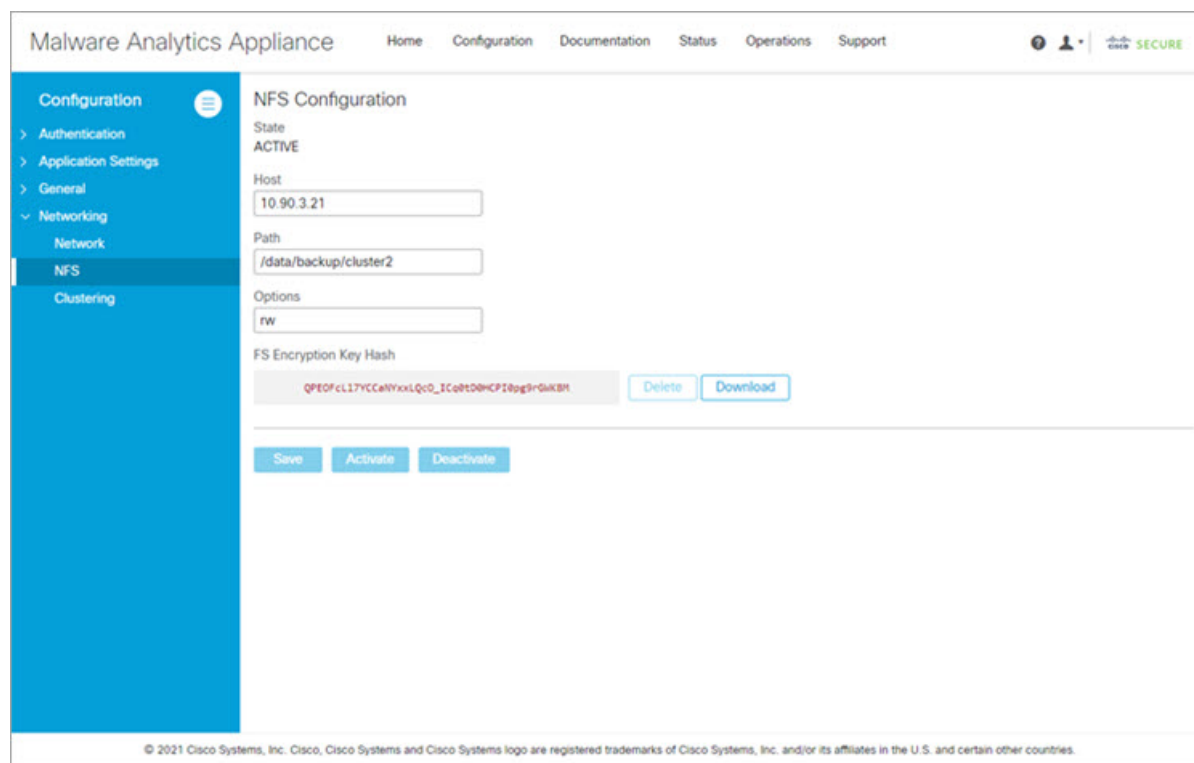 Malware Analytics Appliance Home Configuration Documentation Status Operations Support cisco SECURE
Configuration
Authentication
Application Settings
General
Networking
Network
NFS
Clustering
NFS Configuration
State
ACTIVE
Host
10.90.3.21
Path
/data/backup/cluster2
Options
rw
FS Encryption Key Hash
Delete Download
Save Activate Deactivate
© 2021 Cisco Systems, Inc. Cisco, Cisco Systems and Cisco Systems logo are registered trademarks of Cisco Systems, Inc. and/or its affiliates in the U.S. and certain other countries.